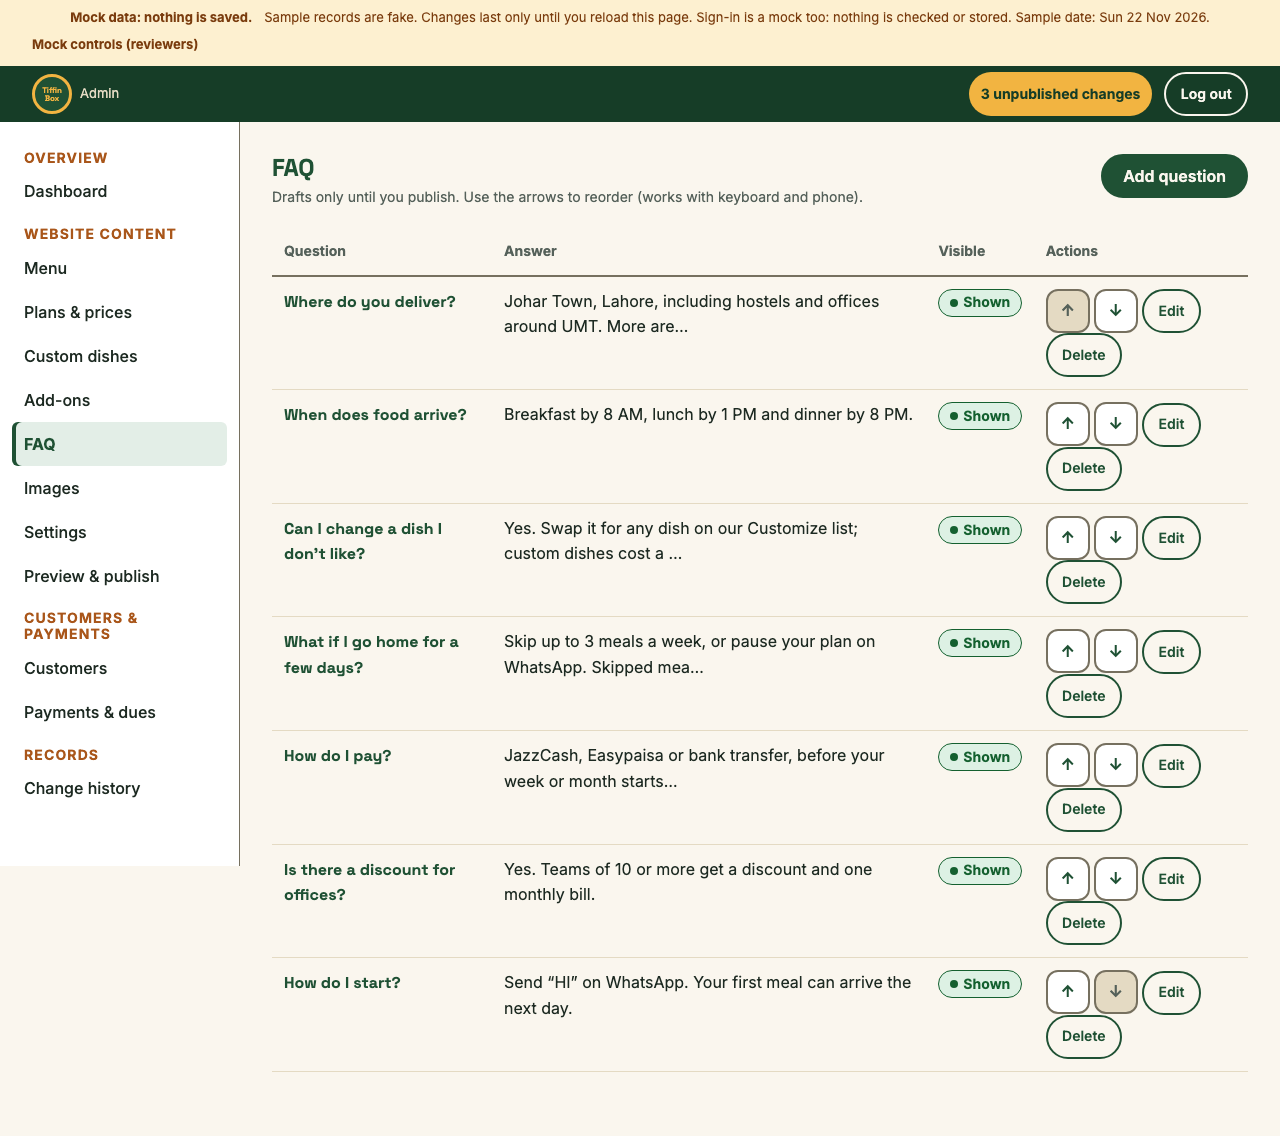 Mock data: nothing is saved. Sample records are fake. Changes last only until you reload this page. Sign-in is a mock too: nothing is checked or stored. Sample date: Sun 22 Nov 2026.
Mock controls (reviewers)
Tiffin
Box
Admin
3 unpublished changes
Log out
OVERVIEW
Dashboard
WEBSITE CONTENT
Menu
Plans & prices
Custom dishes
Add-ons
FAQ
Images
Settings
Preview & publish
CUSTOMERS &
PAYMENTS
Customers
Payments & dues
RECORDS
Change history
FAQ
Drafts only until you publish. Use the arrows to reorder (works with keyboard and phone).
Add question
Question Answer Visible Actions
Where do you deliver? Johar Town, Lahore, including hostels and offices Shown ↑ ↓ Edit
around UMT. More are…
Delete
When does food arrive? Breakfast by 8 AM, lunch by 1 PM and dinner by 8 PM. Shown ↑ ↓ Edit
Delete
Can I change a dish I Yes. Swap it for any dish on our Customize list; Shown ↑ ↓ Edit
don’t like? custom dishes cost a …
Delete
What if I go home for a Skip up to 3 meals a week, or pause your plan on Shown ↑ ↓ Edit
few days? WhatsApp. Skipped mea…
Delete
How do I pay? JazzCash, Easypaisa or bank transfer, before your Shown ↑ ↓ Edit
week or month starts…
Delete
Is there a discount for Yes. Teams of 10 or more get a discount and one Shown ↑ ↓ Edit
offices? monthly bill.
Delete
How do I start? Send “HI” on WhatsApp. Your first meal can arrive the Shown ↑ ↓ Edit
next day.
Delete